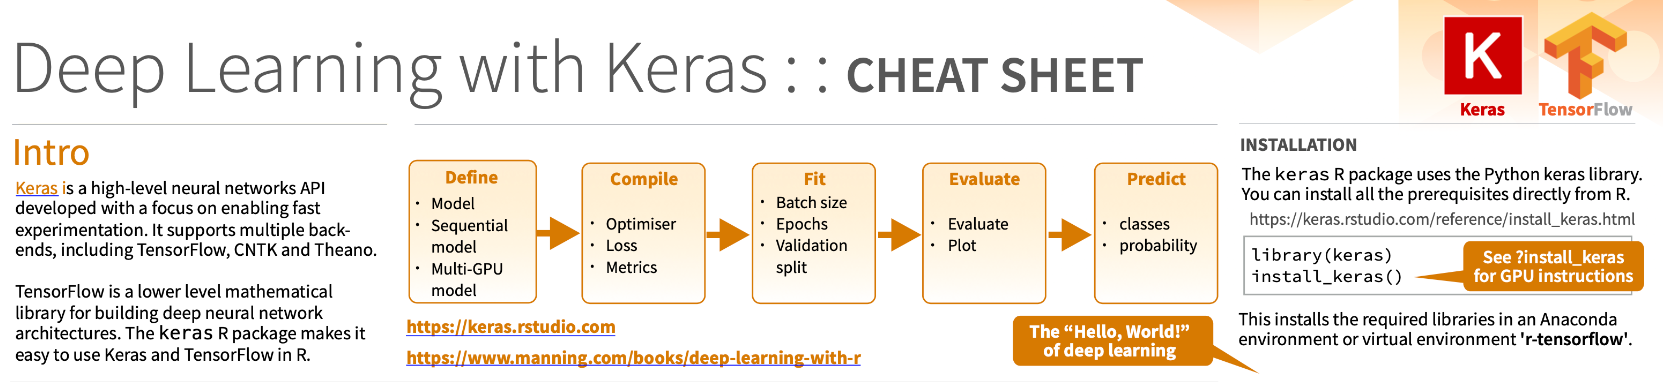 Deep Learning with Keras : : CHEAT SHEET
K
Keras
TensorFlow
Intro
Keras is a high-level neural networks API
developed with a focus on enabling fast
experimentation. It supports multiple back-
ends, including TensorFlow, CNTK and Theano.
TensorFlow is a lower level mathematical
library for building deep neural network
architectures. The keras R package makes it
easy to use Keras and TensorFlow in R.
Define
• Model
• Sequential
model
• Multi-GPU
model
Compile
• Optimiser
• Loss
• Metrics
Fit
• Batch size
• Epochs
• Validation
split
Evaluate
• Evaluate
• Plot
Predict
• classes
• probability
https://keras.rstudio.com
https://www.manning.com/books/deep-learning-with-r
The “Hello, World!”
of deep learning
INSTALLATION
The keras R package uses the Python keras library.
You can install all the prerequisites directly from R.
https://keras.rstudio.com/reference/install_keras.html
library(keras)
install_keras()
See ?install_keras
for GPU instructions
This installs the required libraries in an Anaconda
environment or virtual environment 'r-tensorflow'.